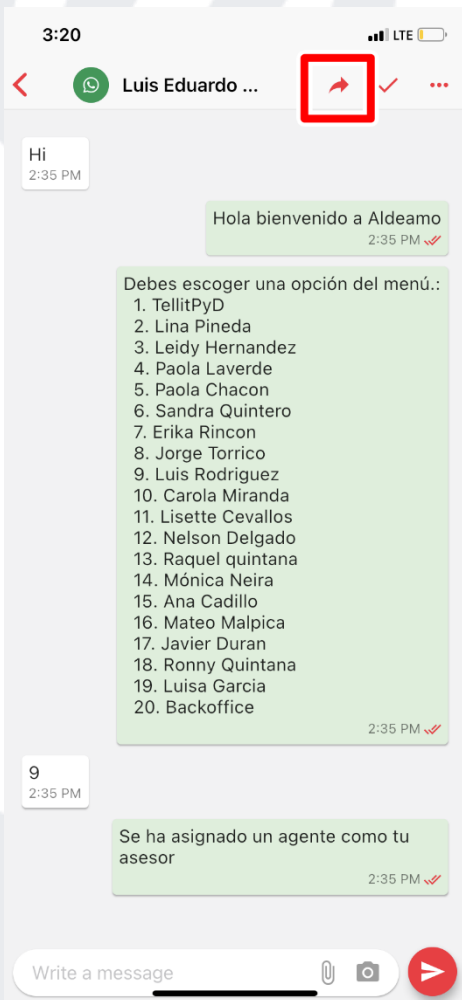 3:20
LTE
Luis Eduardo ...
Hi
2:35 PM
Hola bienvenido a Aldeamo
2:35 PM
Debes escoger una opción del menú.:
1. TellitPyD
2. Lina Pineda
3. Leidy Hernandez
4. Paola Laverde
5. Paola Chacon
6. Sandra Quintero
7. Erika Rincon
8. Jorge Torrico
9. Luis Rodriguez
10. Carola Miranda
11. Lisette Cevallos
12. Nelson Delgado
13. Raquel quintana
14. Mónica Neira
15. Ana Cadillo
16. Mateo Malpica
17. Javier Duran
18. Ronny Quintana
19. Luisa Garcia
20. Backoffice
2:35 PM
9
2:35 PM
Se ha asignado un agente como tu
asesor
2:35 PM
Write a message